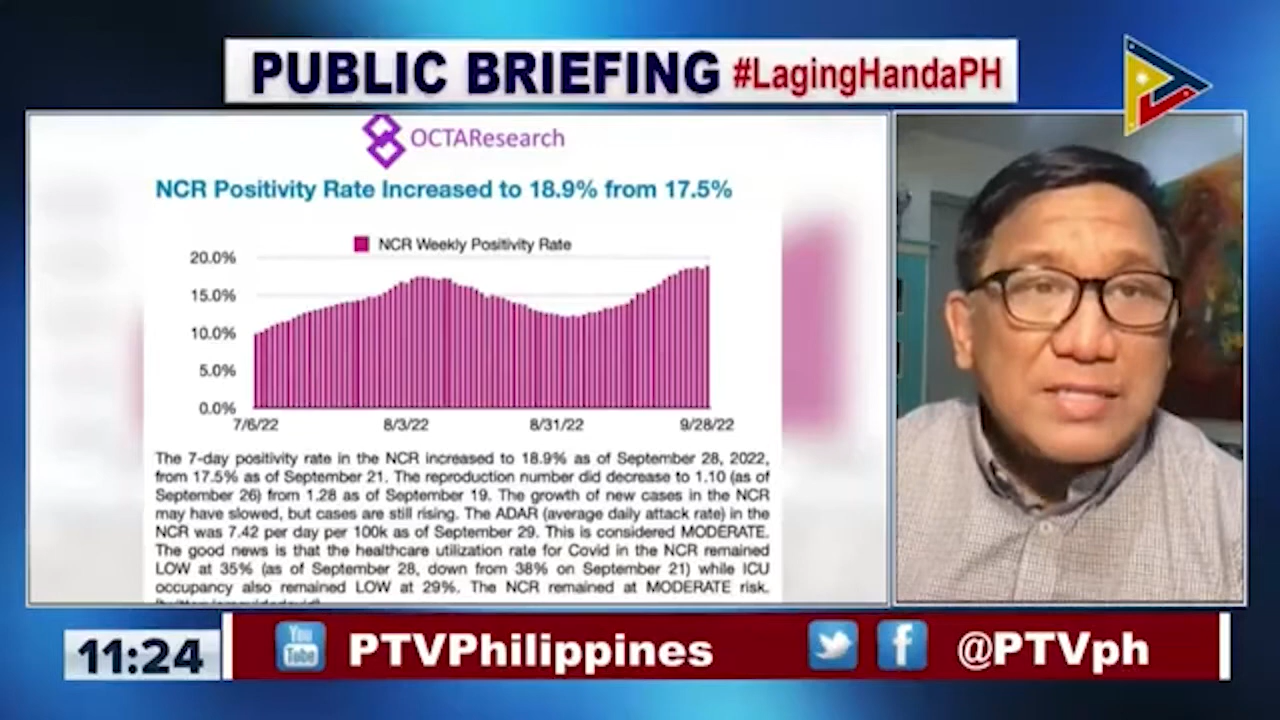 PUBLIC BRIEFING #LagingHandaPH
OCTAResearch
NCR Positivity Rate Increased to 18.9% from 17.5%
NCR Weekly Positivity Rate
20.0%
15.0%
10.0%
5.0%
0.0%
7/6/22 8/3/22 8/31/22 9/28/22
The 7-day positivity rate in the NCR increased to 18.9% as of September 28, 2022,
from 17.5% as of September 21. The reproduction number did decrease to 1.10 (as of
September 26) from 1.28 as of September 19. The growth of new cases in the NCR
may have slowed, but cases are still rising. The ADAR (average daily attack rate) in the
NCR was 7.42 per day per 100k as of September 29. This is considered MODERATE.
The good news is that the healthcare utilization rate for Covid in the NCR remained
LOW at 35% (as of September 28, down from 38% on September 21) while ICU
occupancy also remained LOW at 29%. The NCR remained at MODERATE risk.
11:24
You Tube PTVPhilippines @PTVph